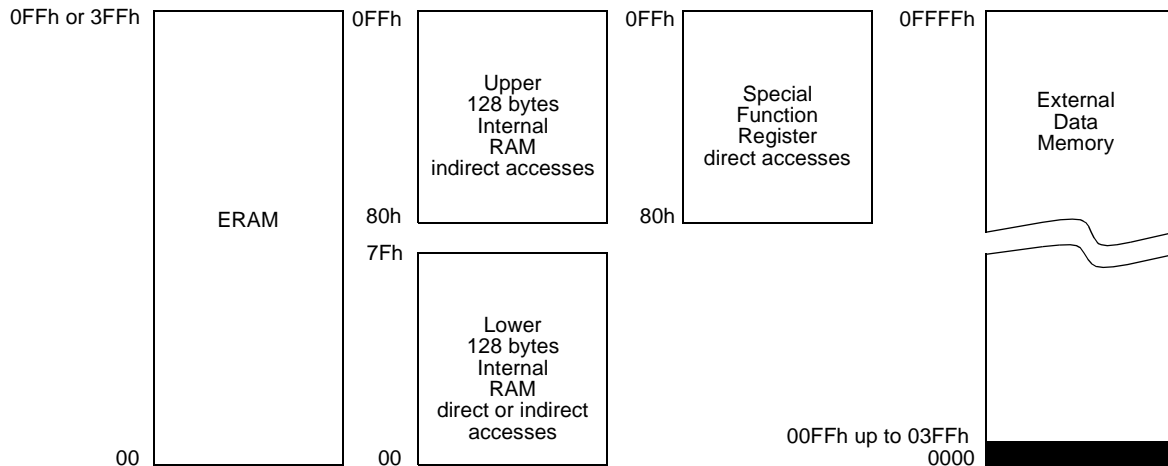 0FFh or 3FFh
ERAM
00
0FFh
Upper
128 bytes
Internal
RAM
indirect accesses
80h
7Fh
Lower
128 bytes
Internal
RAM
direct or indirect
accesses
00
0FFh
Special
Function
Register
direct accesses
80h
0FFFFh
External
Data
Memory
00FFh up to 03FFh
0000